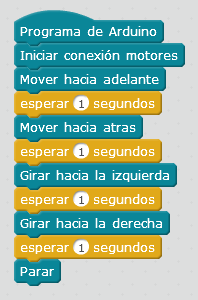 Programa de Arduino
Iniciar conexión motores
Mover hacia adelante
esperar 1 segundos
Mover hacia atras
esperar 1 segundos
Girar hacia la izquierda
esperar 1 segundos
Girar hacia la derecha
esperar 1 segundos
Parar